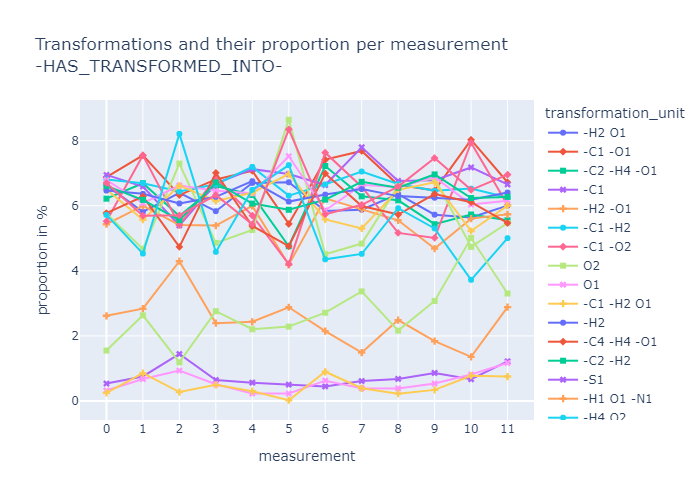 Transformations and their proportion per measurement
-HAS_TRANSFORMED_INTO-
transformation_unit
-H2 O1
-C1 -O1
-C2 -H4 -O1
-C1
-H2 -O1
-C1 -H2
-O1
-C1 -O2
O2
O1
-C1 -H2 O1
-H2
-C4 -H4 -O1
-C2 -H2
-S1
-H1 O1 -N1
-H4 O2
proportion in %
8
6
4
2
0
0 1 2 3 4 5 6 7 8 9 10 11
measurement